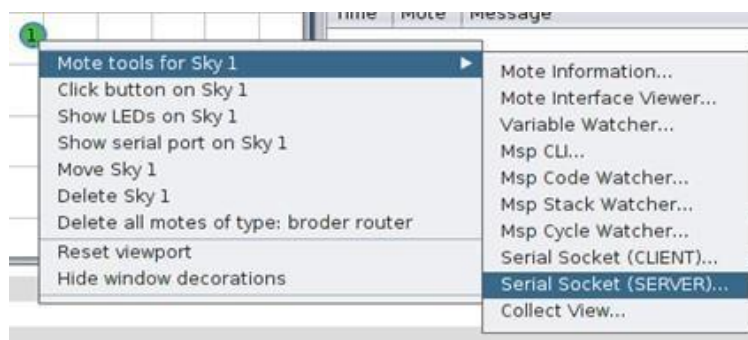 1
Time Mote Message
Mote tools for Sky 1
Click button on Sky 1
Show LEDs on Sky 1
Show serial port on Sky 1
Move Sky 1
Delete Sky 1
Delete all motes of type: broder router
Reset viewport
Hide window decorations
Mote Information...
Mote Interface Viewer...
Variable Watcher...
Msp CLI...
Msp Code Watcher...
Msp Stack Watcher...
Msp Cycle Watcher...
Serial Socket (CLIENT)...
Serial Socket (SERVER)...
Collect View...